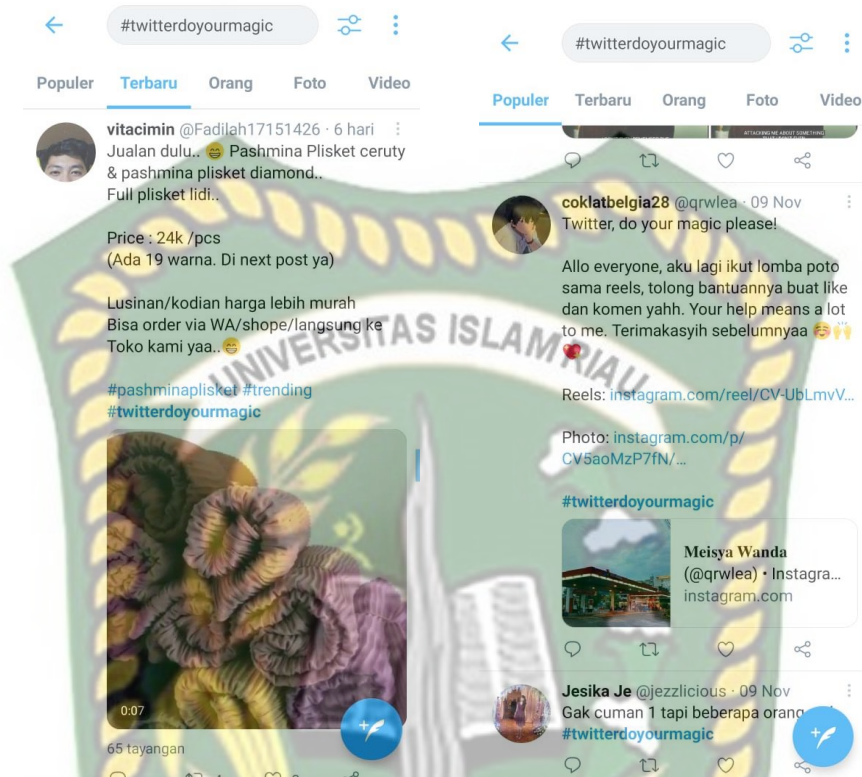 #twitterdoyourmagic
Populer Terbaru Orang Foto Video
vitacimin @Fadilah17151426 · 6 hari
Jualan dulu.. 😁 Pashmina Plisket ceruty
& pashmina plisket diamond..
Full plisket lidi..
Price : 24k /pcs
(Ada 19 warna. Di next post ya)
Lusinan/kodian harga lebih murah
Bisa order via WA/shope/langsung ke
Toko kami yaa..😁
#pashminaplisket #trending
#twitterdoyourmagic
0:07
65 tayangan
#twitterdoyourmagic
Populer Terbaru Orang Foto Video
ATTACKING ME ABOUT SOMETHING
coklatbelgia28 @qrwlea · 09 Nov
Twitter, do your magic please!
Allo everyone, aku lagi ikut lomba poto
sama reels, tolong bantuannya buat like
dan komen yahh. Your help means a lot
to me. Terimakasyih sebelumnyaa ☺️🙌
💖
Reels: instagram.com/reel/CV-UbLmvV...
Photo: instagram.com/p/
CV5aoMzP7fN/...
#twitterdoyourmagic
Meisya Wanda
(@qrwlea) • Instagra...
instagram.com
Jesika Je @jezzlicious · 09 Nov
Gak cuman 1 tapi beberapa orang
#twitterdoyourmagic
UNIVERSITAS ISLAM RIAU